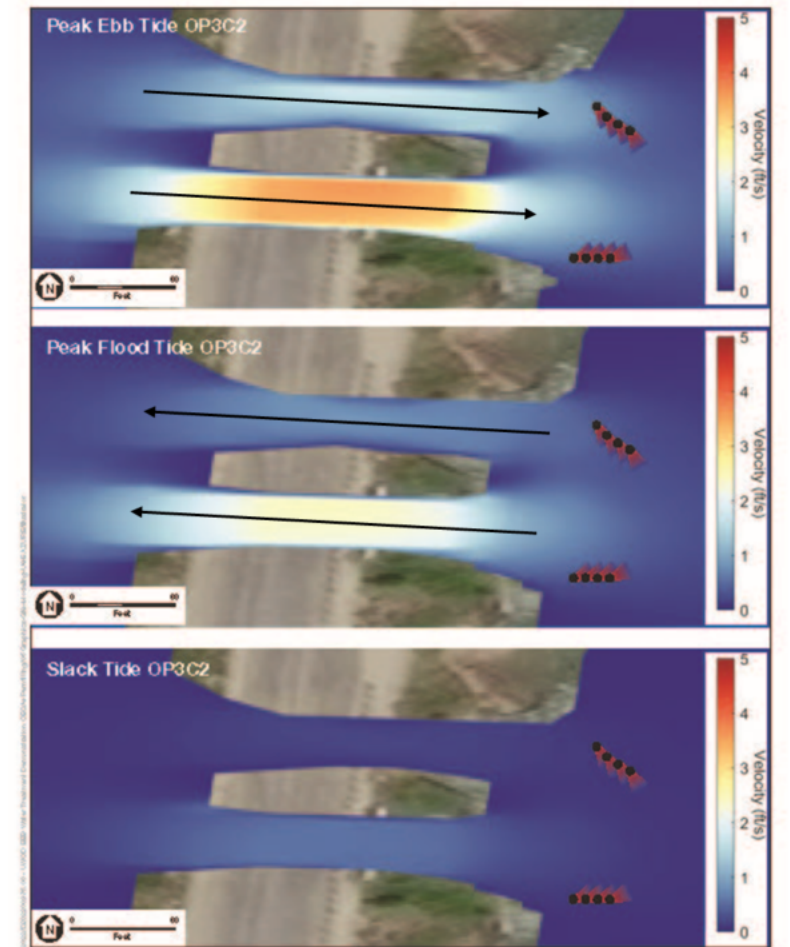 Peak Ebb Tide OP3C2
5
4
3
2
1
0
Velocity (ft/s)
N
0 60
Feet
Peak Flood Tide OP3C2
5
4
3
2
1
0
Velocity (ft/s)
N
0 60
Feet
Slack Tide OP3C2
5
4
3
2
1
0
Velocity (ft/s)
N
0 60
Feet